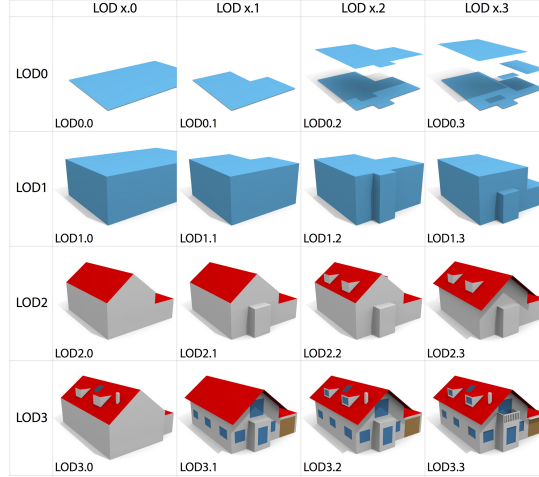 LOD x.0 LOD x.1 LOD x.2 LOD x.3
LOD0
LOD0.0 LOD0.1 LOD0.2 LOD0.3
LOD1
LOD1.0 LOD1.1 LOD1.2 LOD1.3
LOD2
LOD2.0 LOD2.1 LOD2.2 LOD2.3
LOD3
LOD3.0 LOD3.1 LOD3.2 LOD3.3